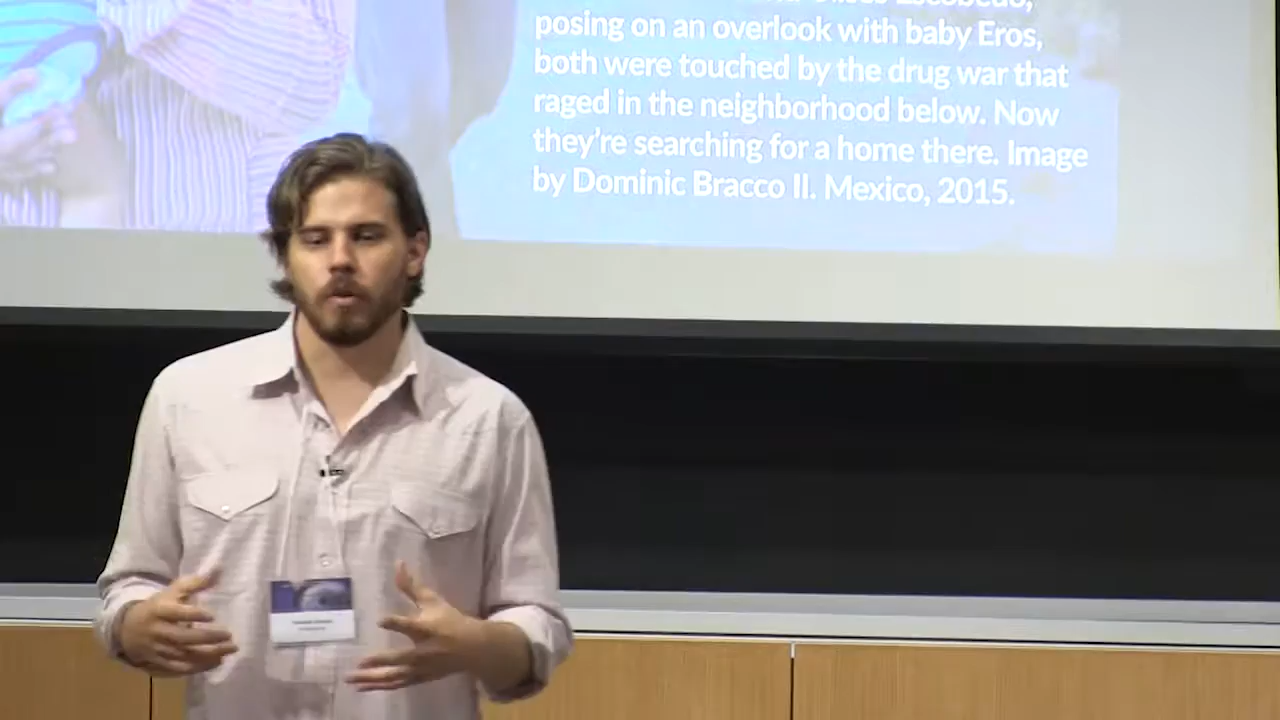 Escobedo,
posing on an overlook with baby Eros,
both were touched by the drug war that
raged in the neighborhood below. Now
they're searching for a home there. Image
by Dominic Bracco II. Mexico, 2015.